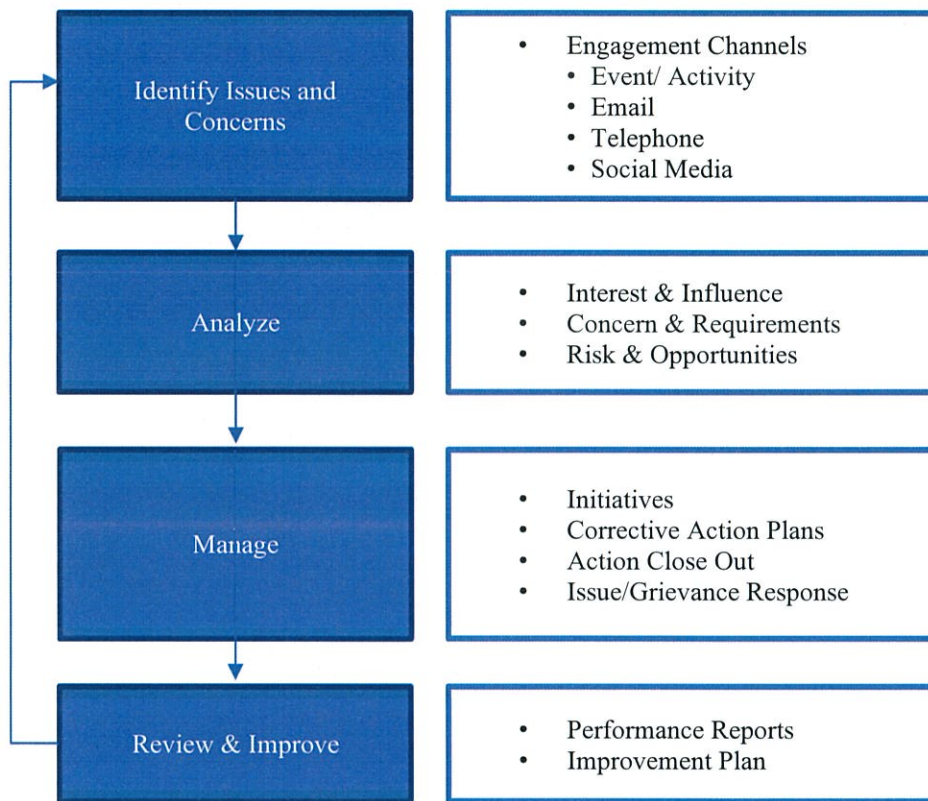 Identify Issues and
Concerns
• Engagement Channels
• Event/ Activity
• Email
• Telephone
• Social Media
Analyze
• Interest & Influence
• Concern & Requirements
• Risk & Opportunities
Manage
• Initiatives
• Corrective Action Plans
• Action Close Out
• Issue/Grievance Response
Review & Improve
• Performance Reports
• Improvement Plan